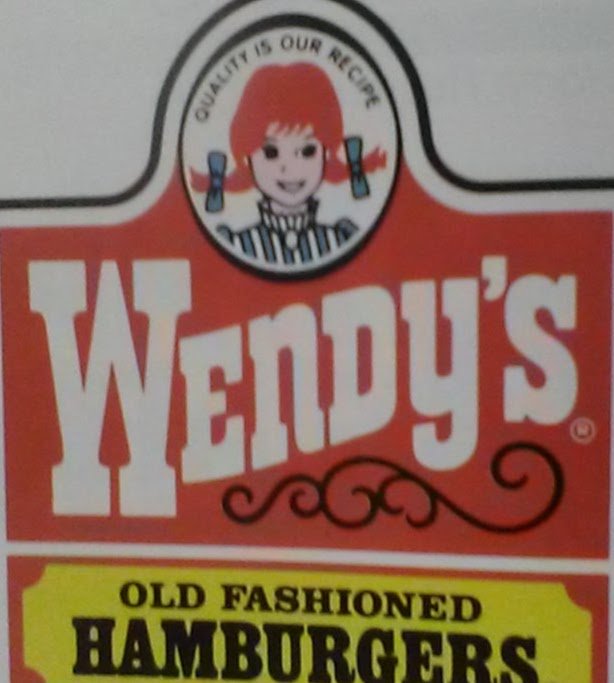 QUALITY IS OUR RECIPE
WENDY'S
®
OLD FASHIONED
HAMBURGERS